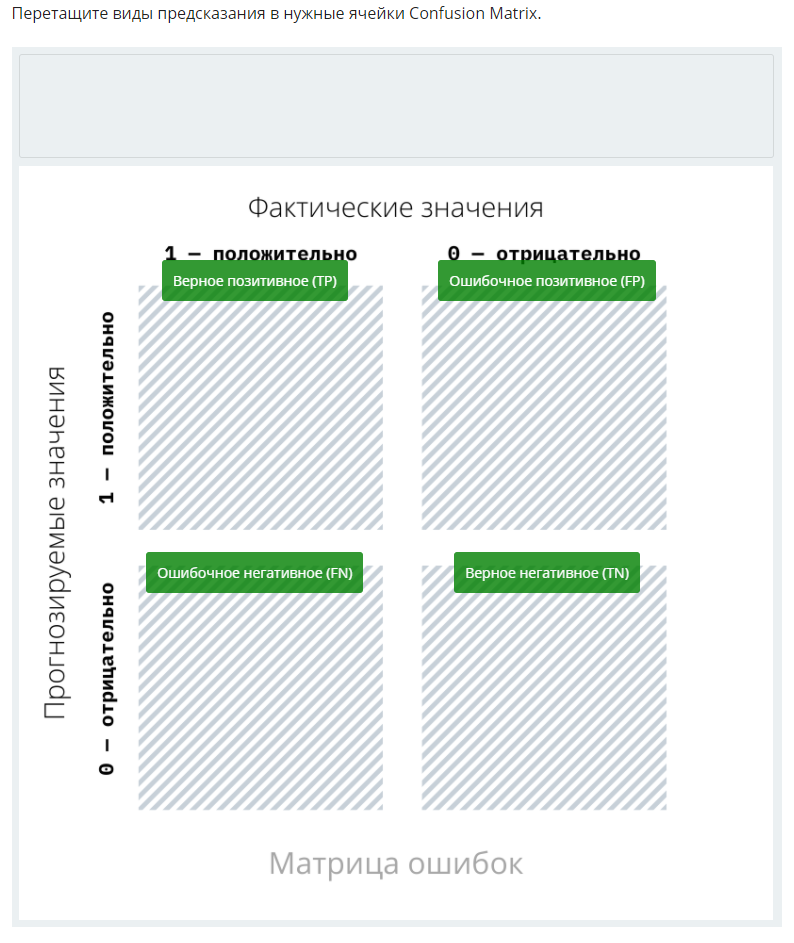 Перетащите виды предсказания в нужные ячейки Confusion Matrix.
Фактические значения
1 — положительно
0 — отрицательно
Верное позитивное (TP)
Ошибочное позитивное (FP)
Прогнозируемые значения
1 — положительно
Ошибочное негативное (FN)
Верное негативное (TN)
0 — отрицательно
Матрица ошибок